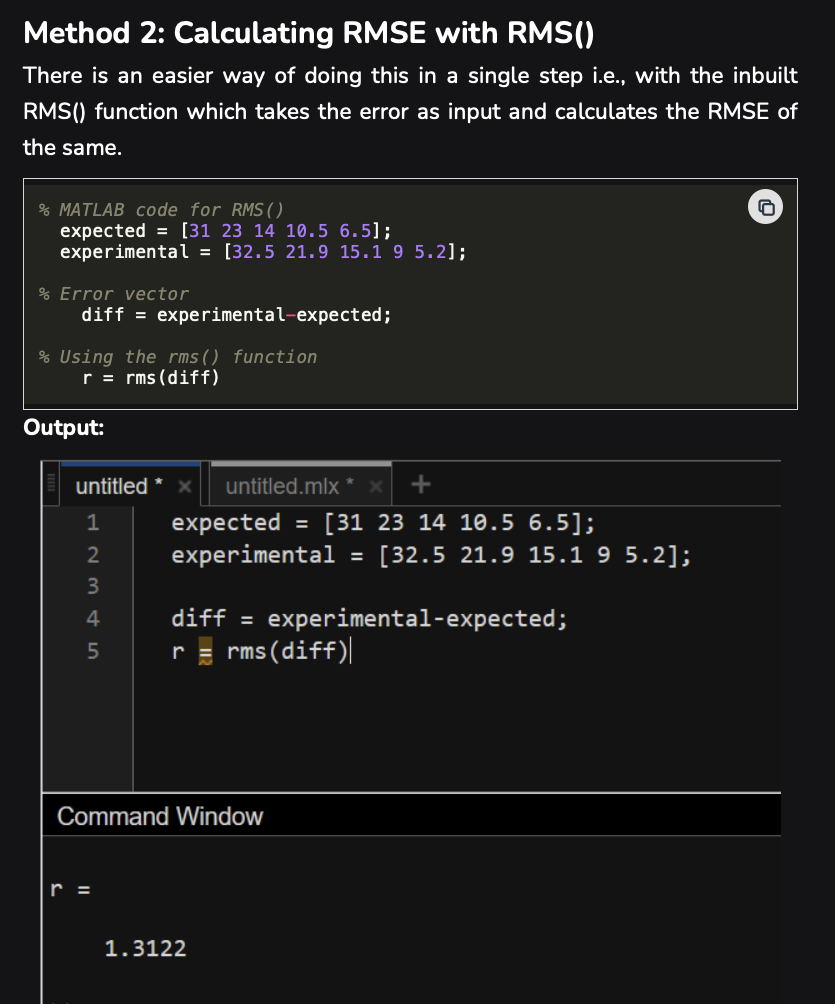 Method 2: Calculating RMSE with RMS()
There is an easier way of doing this in a single step i.e., with the inbuilt
RMS() function which takes the error as input and calculates the RMSE of
the same.
% MATLAB code for RMS()
expected = [31 23 14 10.5 6.5];
experimental = [32.5 21.9 15.1 9 5.2];
% Error vector
diff = experimental-expected;
% Using the rms() function
r = rms(diff)
Output:
untitled * × untitled.mlx * × +
1 expected = [31 23 14 10.5 6.5];
2 experimental = [32.5 21.9 15.1 9 5.2];
3
4 diff = experimental-expected;
5 r = rms(diff)
Command Window
r =
1.3122